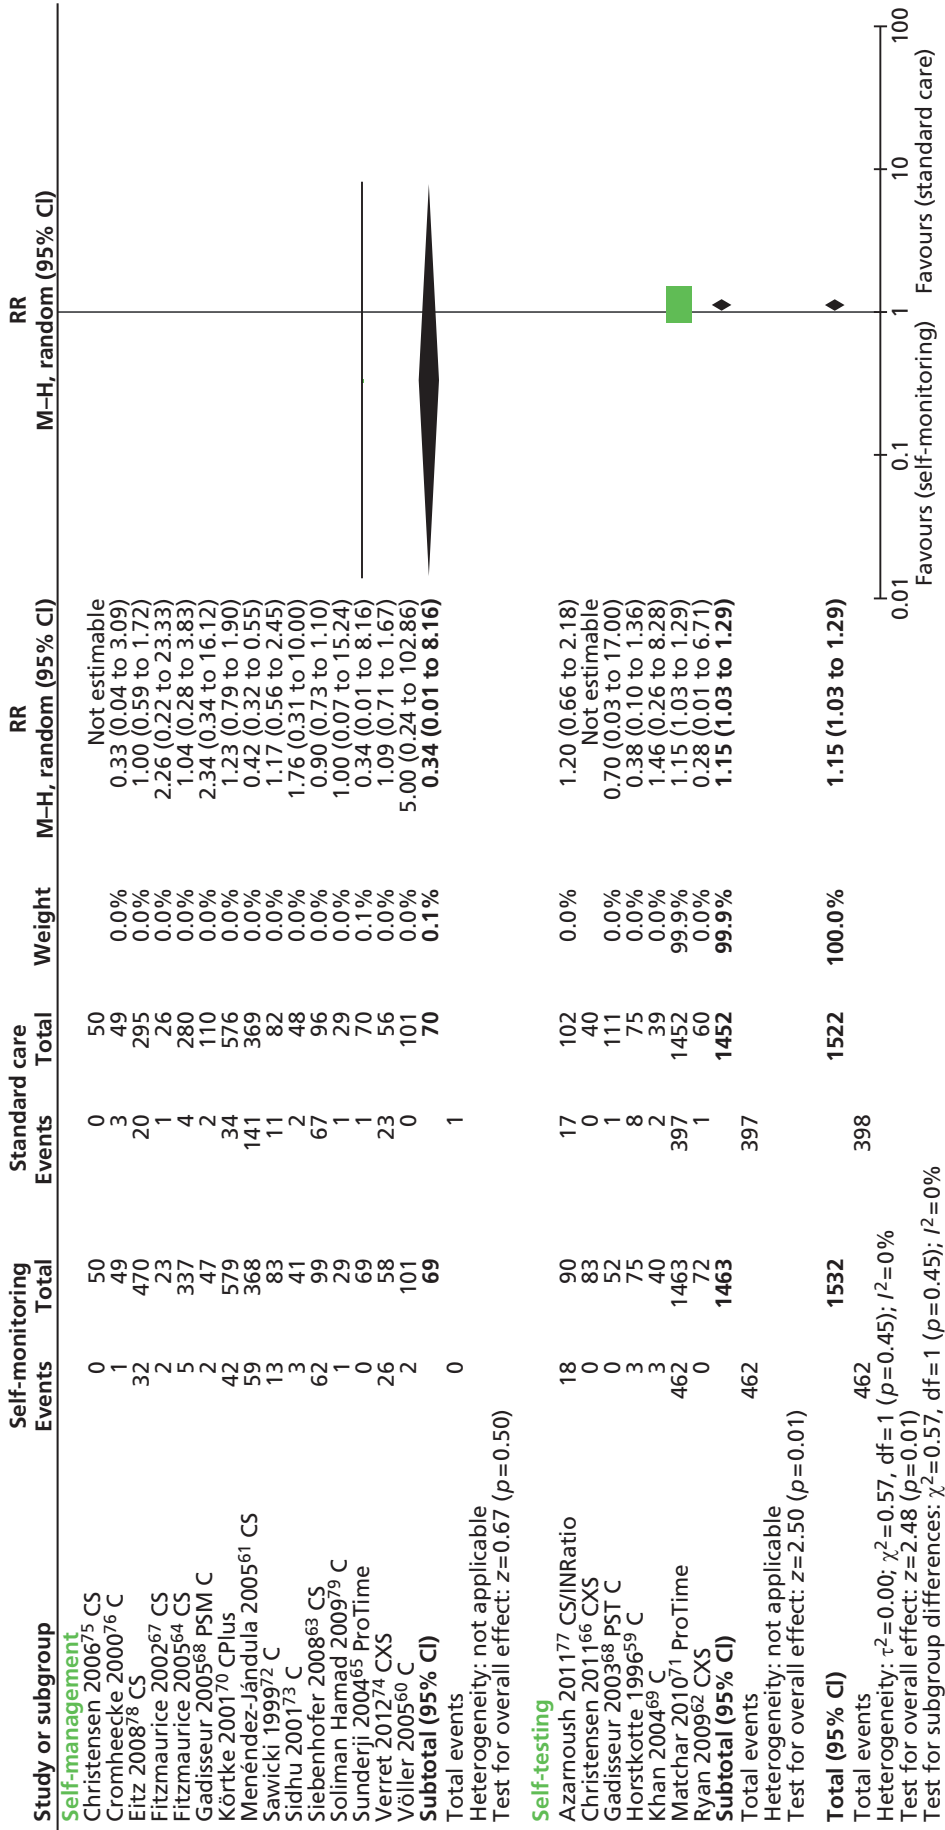 Self-monitoring Standard care RR RR
Study or subgroup Events Total Events Total Weight M–H, random (95% CI) M–H, random (95% CI)
Self-management
Christensen 2006⁷⁵ CS 0 50 0 50 Not estimable
Cromheecke 2000⁷⁶ C 1 49 3 49 0.0% 0.33 (0.04 to 3.09)
Eitz 2008⁷⁸ CS 32 470 20 295 0.0% 1.00 (0.59 to 1.72)
Fitzmaurice 2002⁶⁷ CS 2 23 1 26 0.0% 2.26 (0.22 to 23.33)
Fitzmaurice 2005⁶⁴ CS 5 337 4 280 0.0% 1.04 (0.28 to 3.83)
Gadisseur 2005⁶⁸ PSM C 2 47 2 110 0.0% 2.34 (0.34 to 16.12)
Körtke 2001⁷⁰ CPlus 42 579 34 576 0.0% 1.23 (0.79 to 1.90)
Menéndez-Jándula 2005⁶¹ CS 59 368 141 369 0.0% 0.42 (0.32 to 0.55)
Sawicki 1999⁷² C 13 83 11 82 0.0% 1.17 (0.56 to 2.45)
Sidhu 2001⁷³ C 3 41 2 48 0.0% 1.76 (0.31 to 10.00)
Siebenhofer 2008⁶³ CS 62 99 67 96 0.0% 0.90 (0.73 to 1.10)
Soliman Hamad 2009⁷⁹ C 1 29 1 29 0.0% 1.00 (0.07 to 15.24)
Sunderji 2004⁶⁵ ProTime 0 69 1 70 0.1% 0.34 (0.01 to 8.16)
Verret 2012⁷⁴ CXS 26 58 23 56 0.0% 1.09 (0.71 to 1.67)
Völler 2005⁶⁰ C 2 101 0 101 0.0% 5.00 (0.24 to 102.86)
Subtotal (95% CI) 69 70 0.1% 0.34 (0.01 to 8.16)
Total events 0 1
Heterogeneity: not applicable
Test for overall effect: z=0.67 (p=0.50)
Self-testing
Azarnoush 2011⁷⁷ CS/INRatio 18 90 17 102 0.0% 1.20 (0.66 to 2.18)
Christensen 2011⁶⁶ CXS 0 83 0 40 Not estimable
Gadisseur 2003⁶⁸ PST C 0 52 1 111 0.0% 0.70 (0.03 to 17.00)
Horstkotte 1996⁵⁹ C 3 75 8 75 0.0% 0.38 (0.10 to 1.36)
Khan 2004⁶⁹ C 3 40 2 39 0.0% 1.46 (0.26 to 8.28)
Matchar 2010⁷¹ ProTime 462 1463 397 1452 99.9% 1.15 (1.03 to 1.29)
Ryan 2009⁶² CXS 0 72 1 60 0.0% 0.28 (0.01 to 6.71)
Subtotal (95% CI) 1463 1452 99.9% 1.15 (1.03 to 1.29)
Total events 462 397
Heterogeneity: not applicable
Test for overall effect: z=2.50 (p=0.01)
Total (95% CI) 1532 1522 100.0% 1.15 (1.03 to 1.29)
Total events 462 398
Heterogeneity: τ²=0.00; χ²=0.57, df=1 (p=0.45); I²=0%
Test for overall effect: z=2.48 (p=0.01)
Test for subgroup differences: χ²=0.57, df=1 (p=0.45); I²=0%
0.01 0.1 1 10 100
Favours (self-monitoring) Favours (standard care)